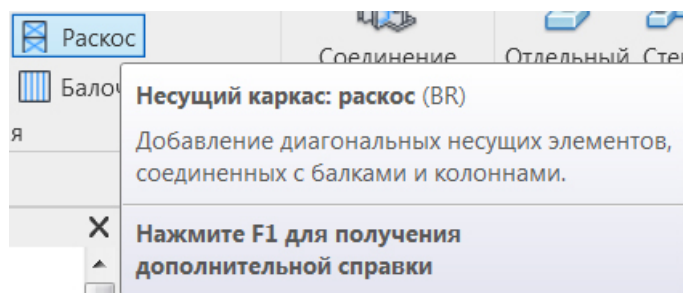 Раскос
Соединение
Отдельный Сте
Балоч
Несущий каркас: раскос (BR)
я
Добавление диагональных несущих элементов,
соединенных с балками и колоннами.
Нажмите F1 для получения
дополнительной справки